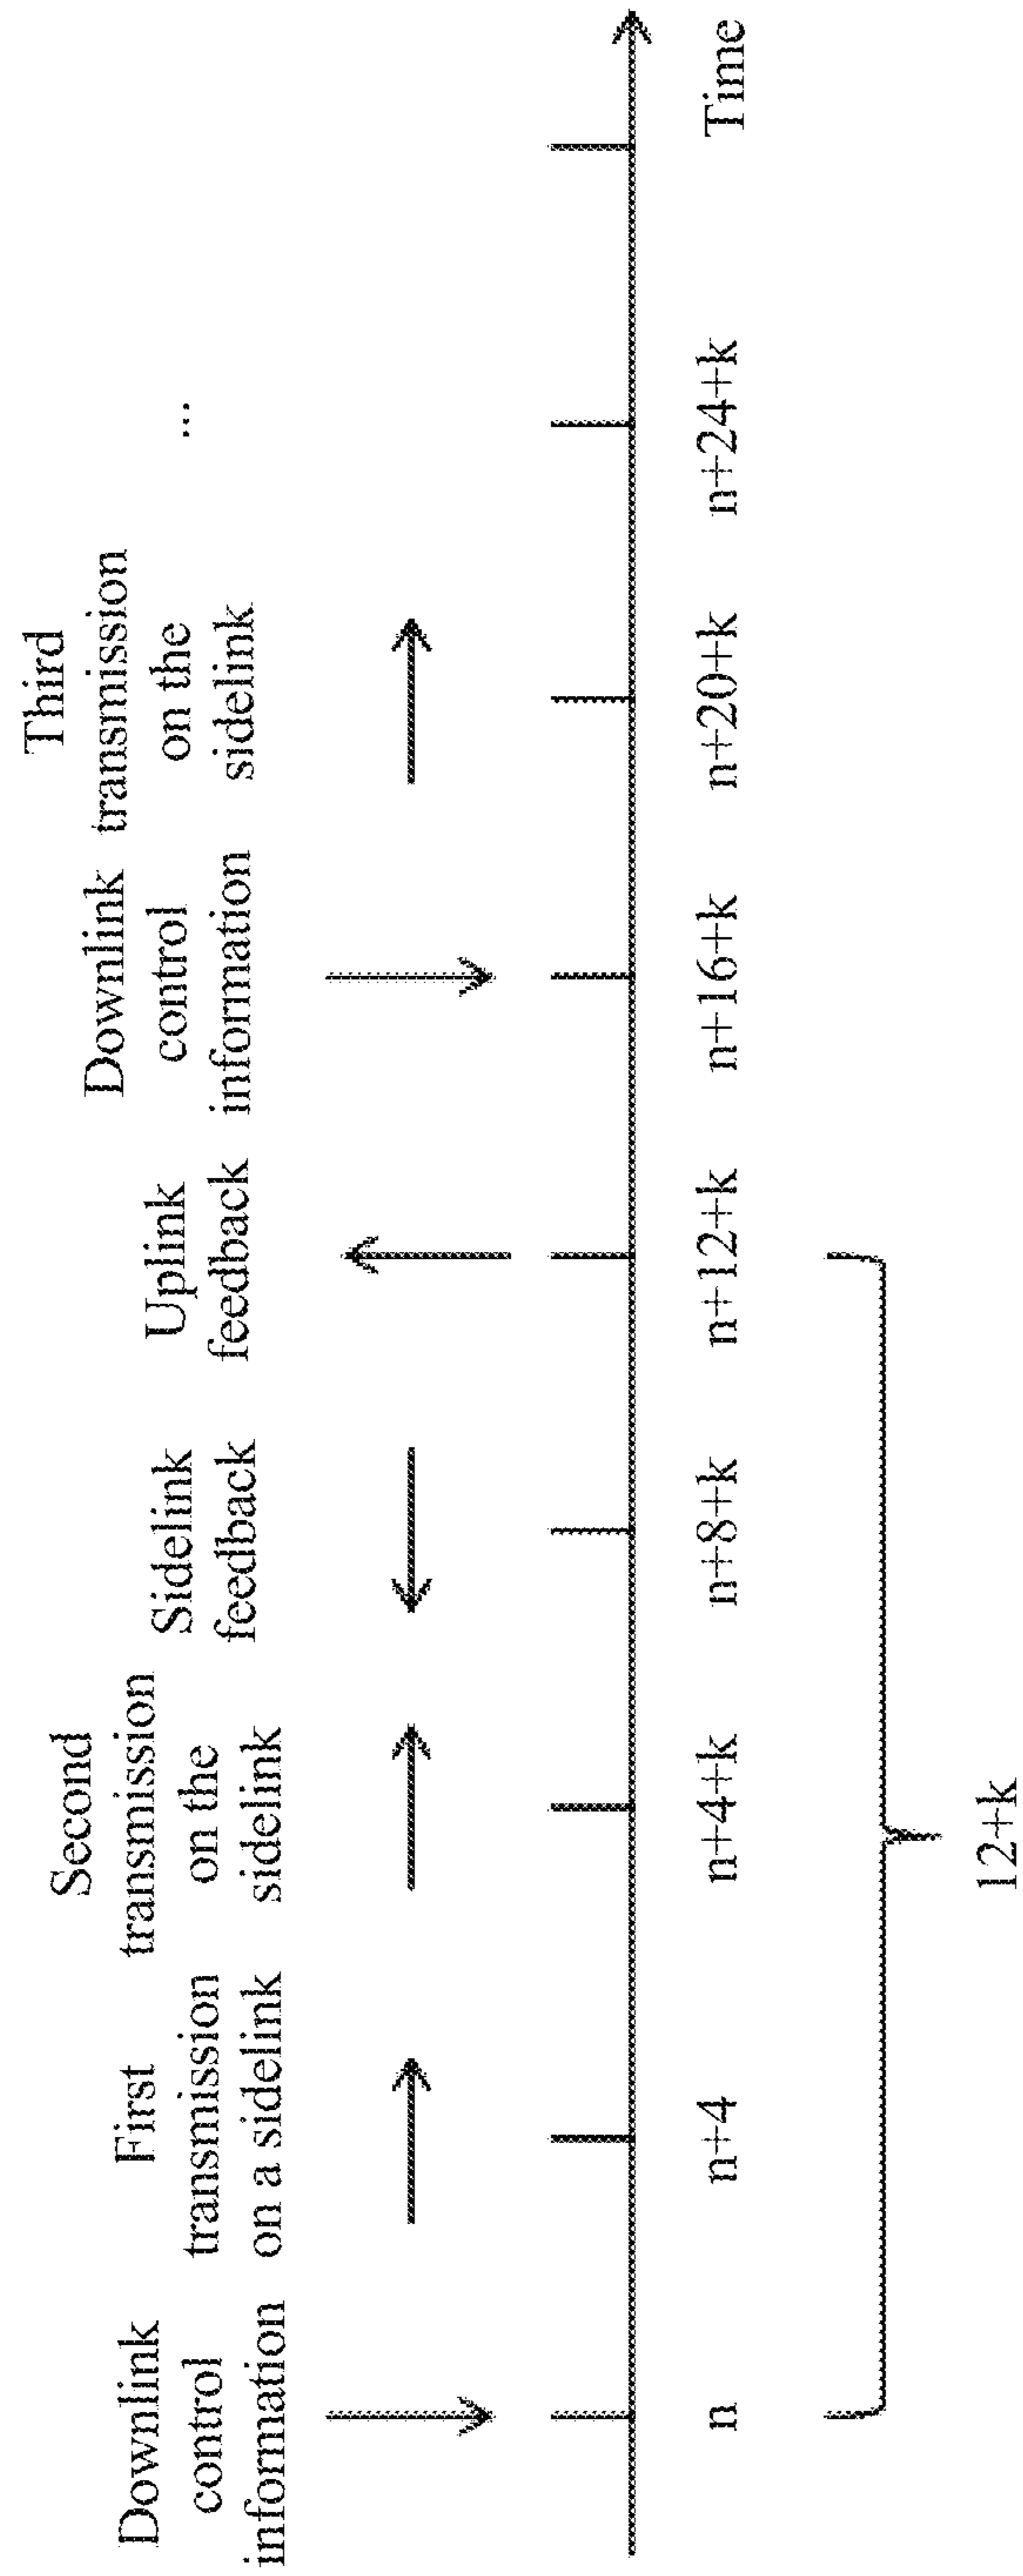 Downlink
control
information
First
transmission
on a sidelink
Second
transmission
on the
sidelink
Sidelink
feedback
Uplink
feedback
Downlink
control
information
Third
transmission
on the
sidelink
...
n
n+4
n+4+k
n+8+k
n+12+k
n+16+k
n+20+k
n+24+k
Time
12+k